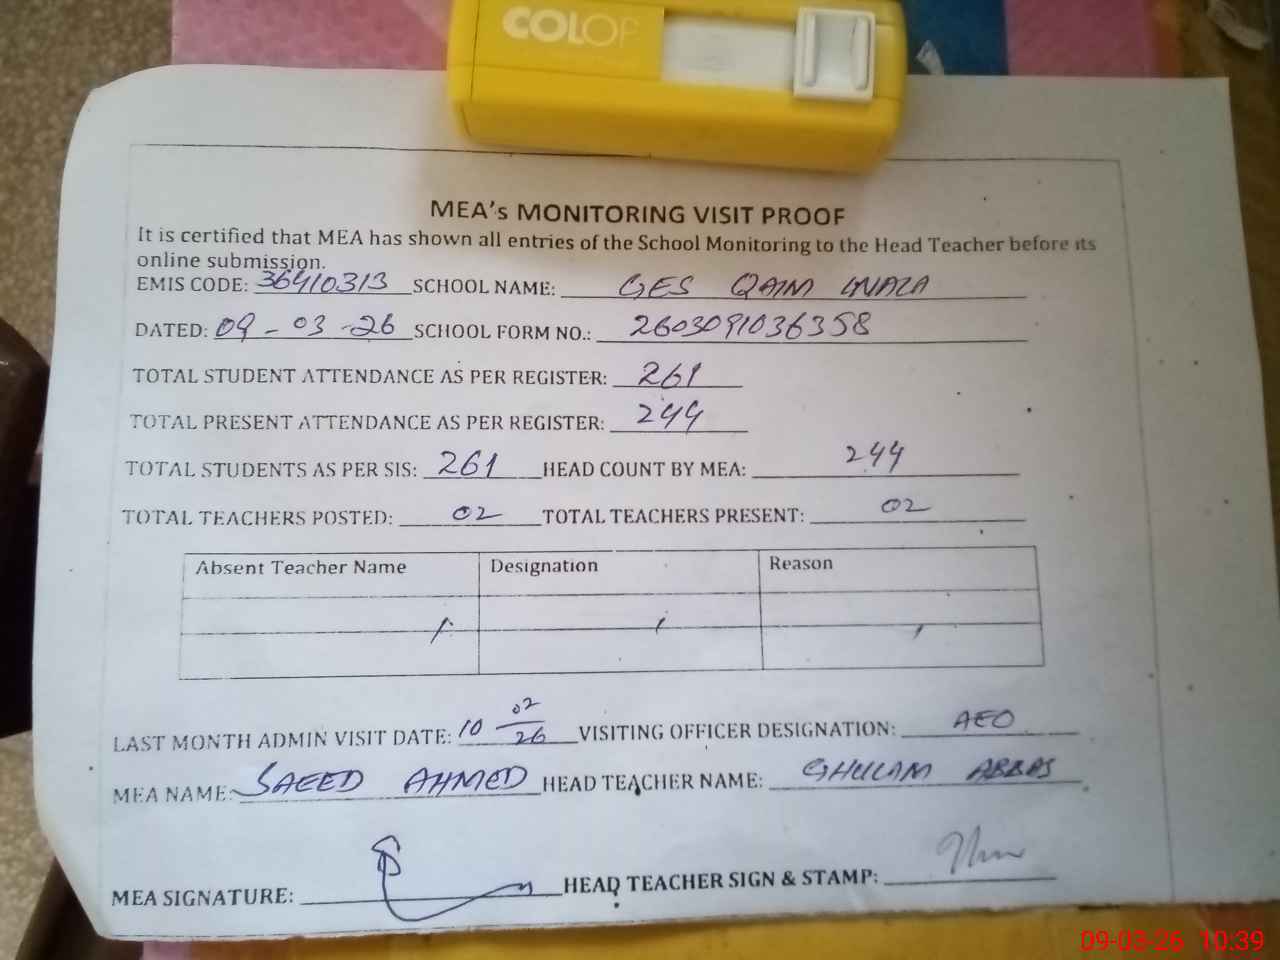 COLOP
MEA's MONITORING VISIT PROOF
It is certified that MEA has shown all entries of the School Monitoring to the Head Teacher before its
online submission.
EMIS CODE: 36410313 SCHOOL NAME: GES QAIM
DATED: 09-03-26 SCHOOL FORM NO.: 2603091036358
TOTAL STUDENT ATTENDANCE AS PER REGISTER: 261
TOTAL PRESENT ATTENDANCE AS PER REGISTER: 244
TOTAL STUDENTS AS PER SIS: 261 HEAD COUNT BY MEA: 244
TOTAL TEACHERS POSTED: 02 TOTAL TEACHERS PRESENT: 02
Absent Teacher Name Designation Reason
LAST MONTH ADMIN VISIT DATE: 10 02/26 VISITING OFFICER DESIGNATION: AEO
MEA NAME: SAEED AHMED HEAD TEACHER NAME: GHULAM ABBAS
MEA SIGNATURE: HEAD TEACHER SIGN & STAMP:
09-03-26 10:39